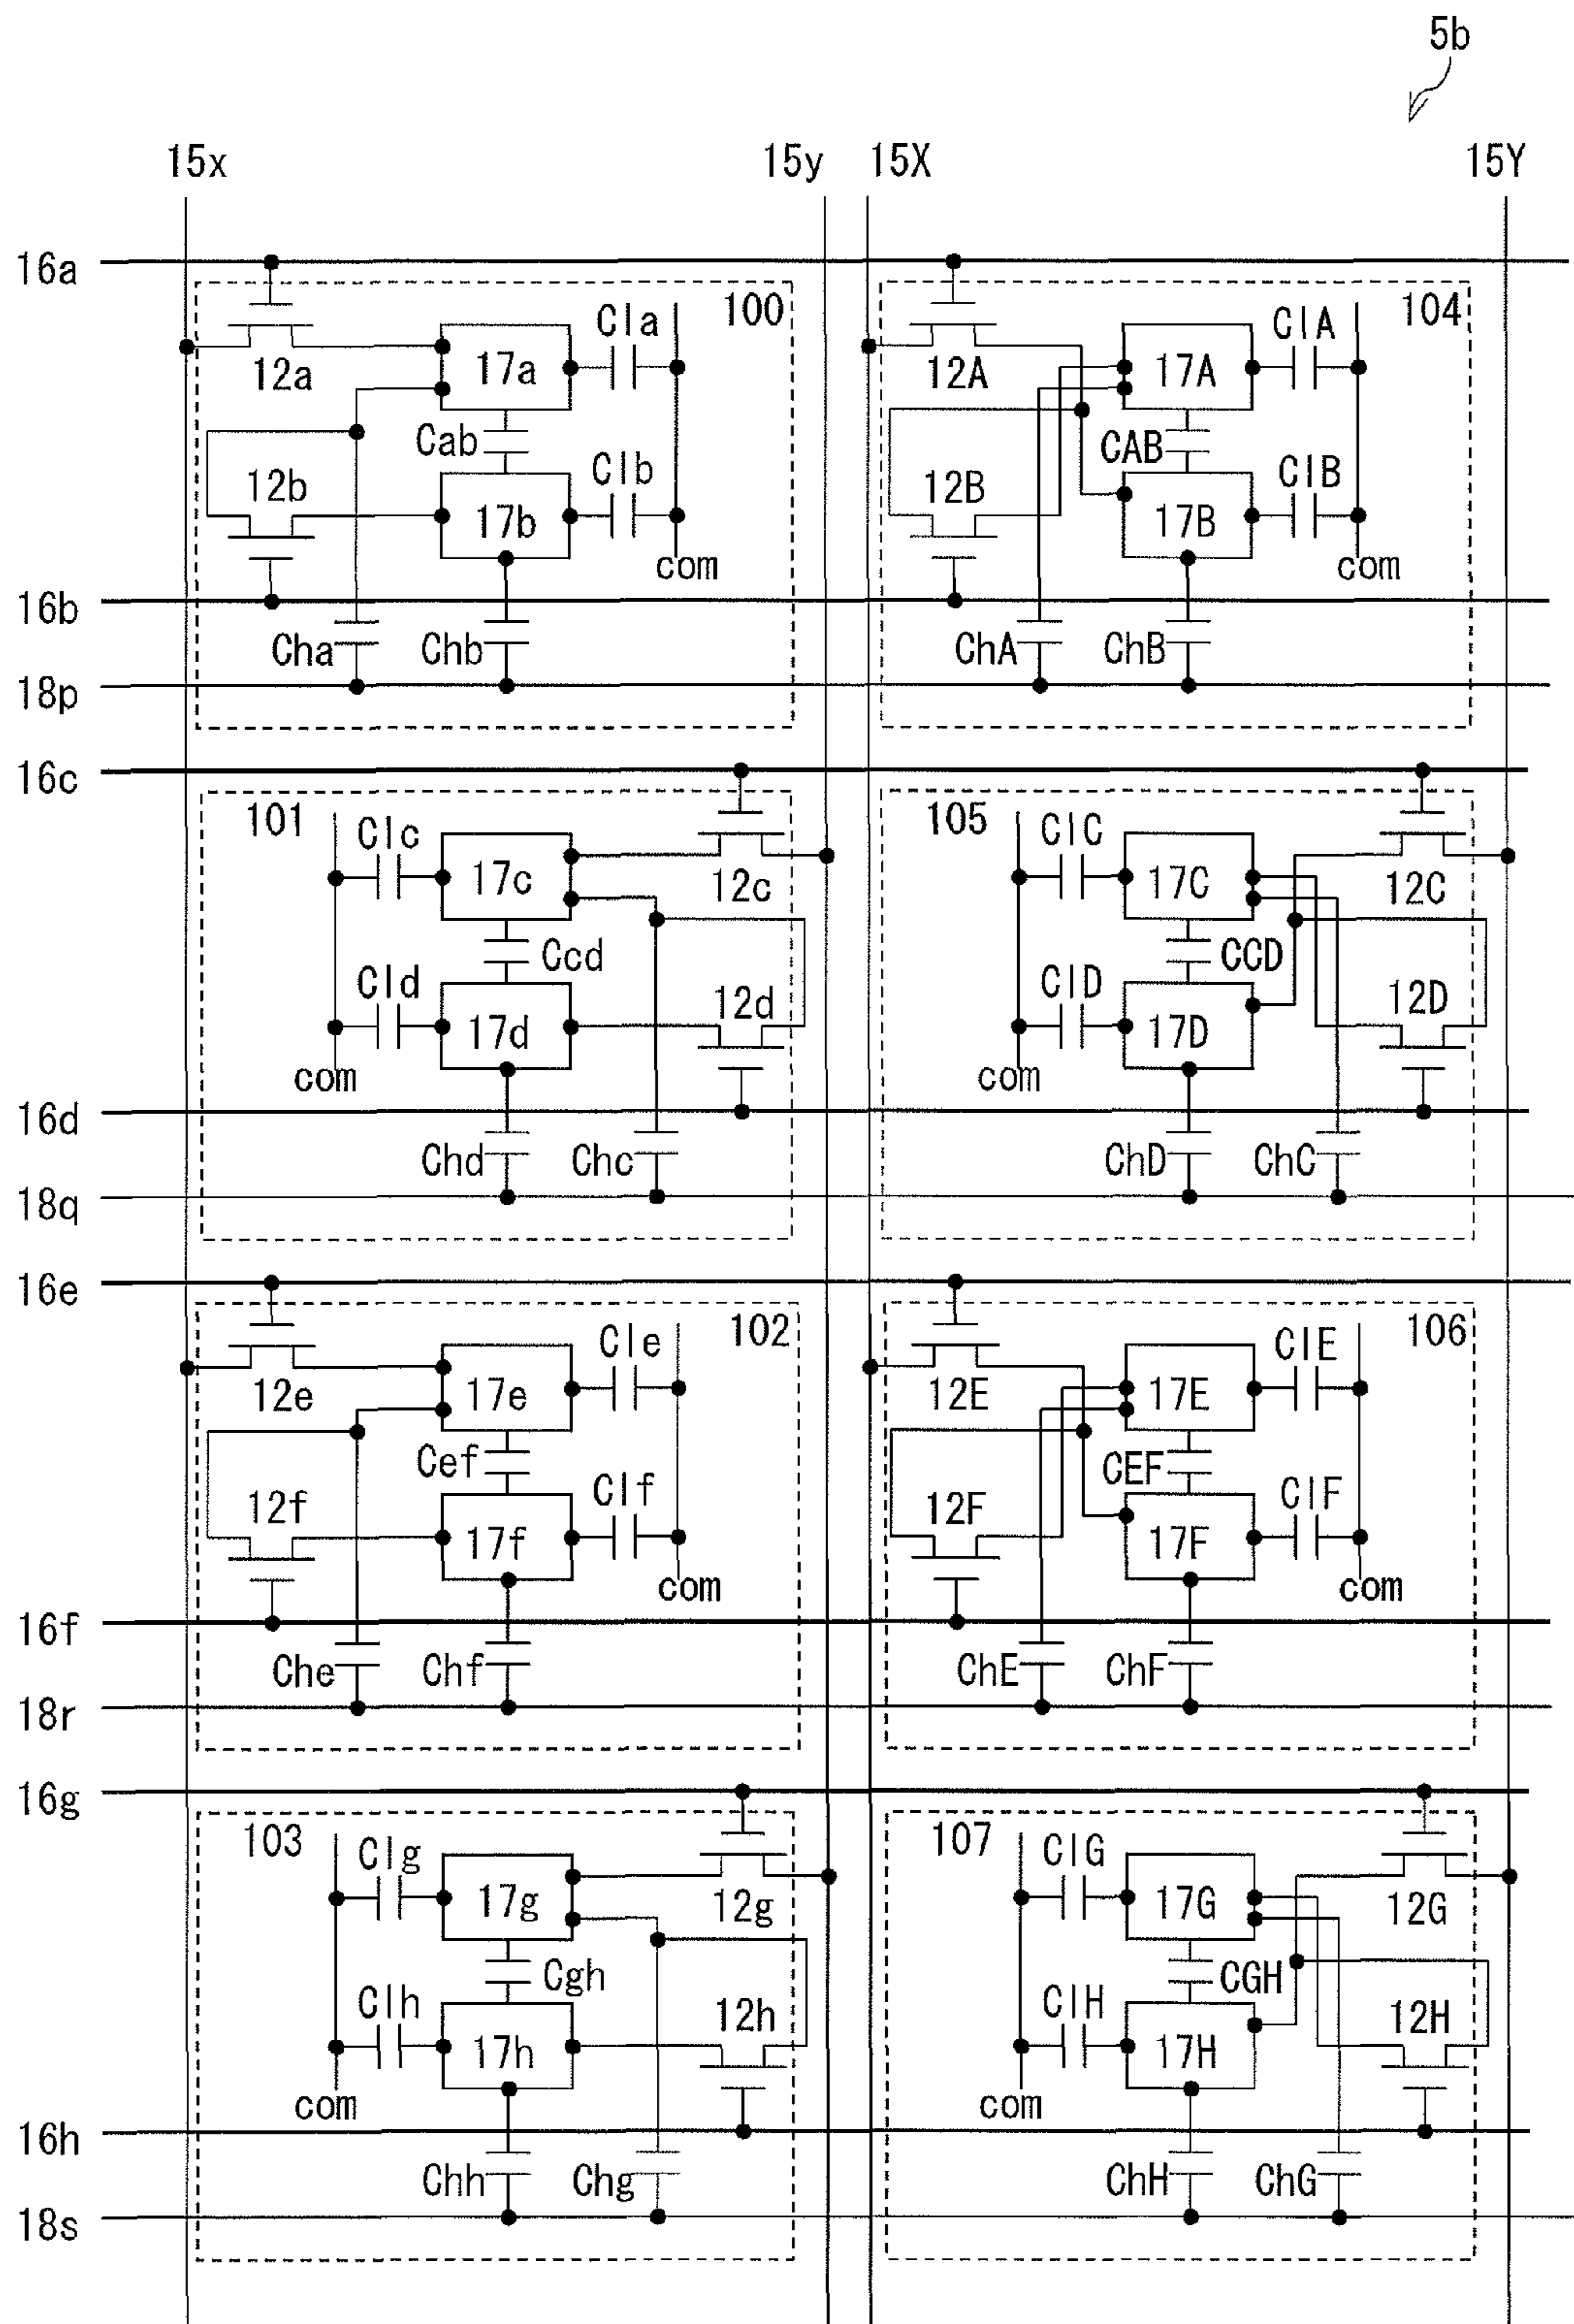 5b
15x 15y 15X 15Y
16a
100 Cla 12a 17a 104 ClA 12A 17A
Cab CAB
12b Clb 17b 12B ClB 17B
com com
16b
Cha Chb ChA ChB
18p
16c
101 Clc 17c 12c 105 ClC 17C 12C
Ccd CCD
Cld 17d 12d ClD 17D 12D
com com
16d
Chd Chc ChD ChC
18q
16e
102 Cle 12e 17e 106 ClE 12E 17E
Cef CEF
12f Clf 17f 12F ClF 17F
com com
16f
Che Chf ChE ChF
18r
16g
103 Clg 17g 12g 107 ClG 17G 12G
Cgh CGH
Clh 17h 12h ClH 17H 12H
com com
16h
Chh Chg ChH ChG
18s